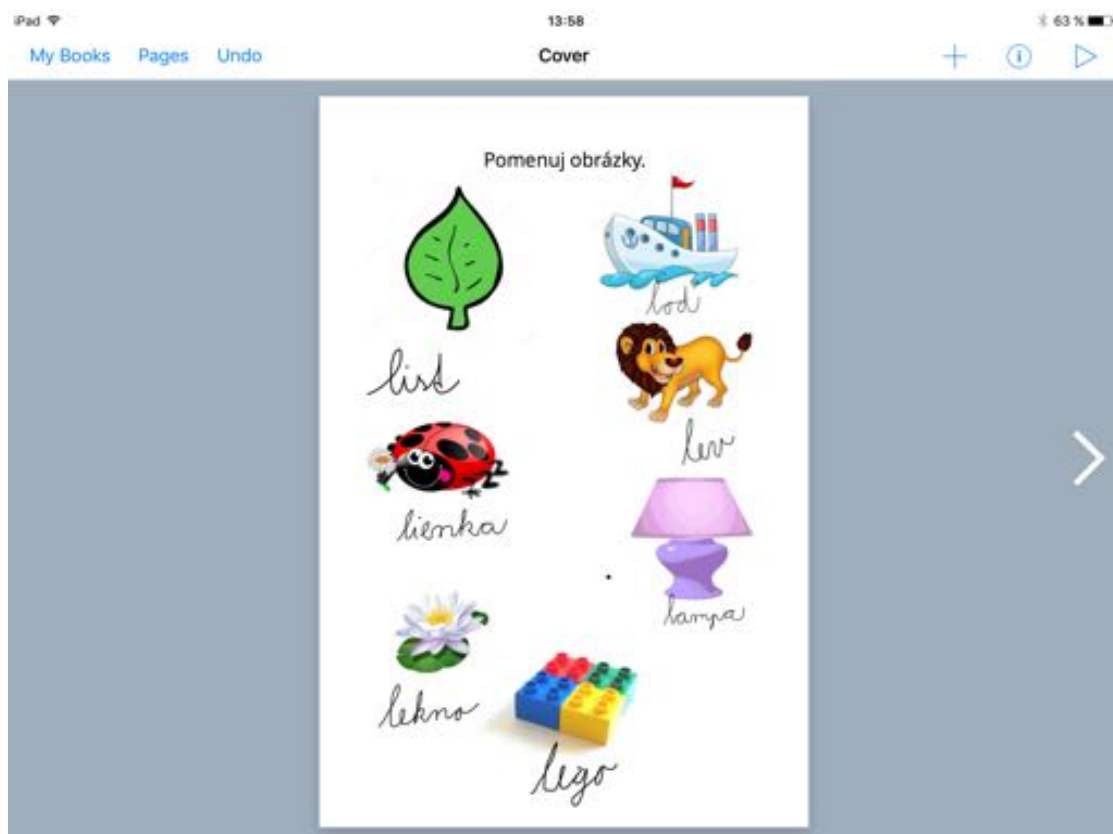 iPad 13:58 63 %
My Books Pages Undo Cover
Pomenuj obrázky.
loď
list
lev
lienka
lampa
lekno
lego